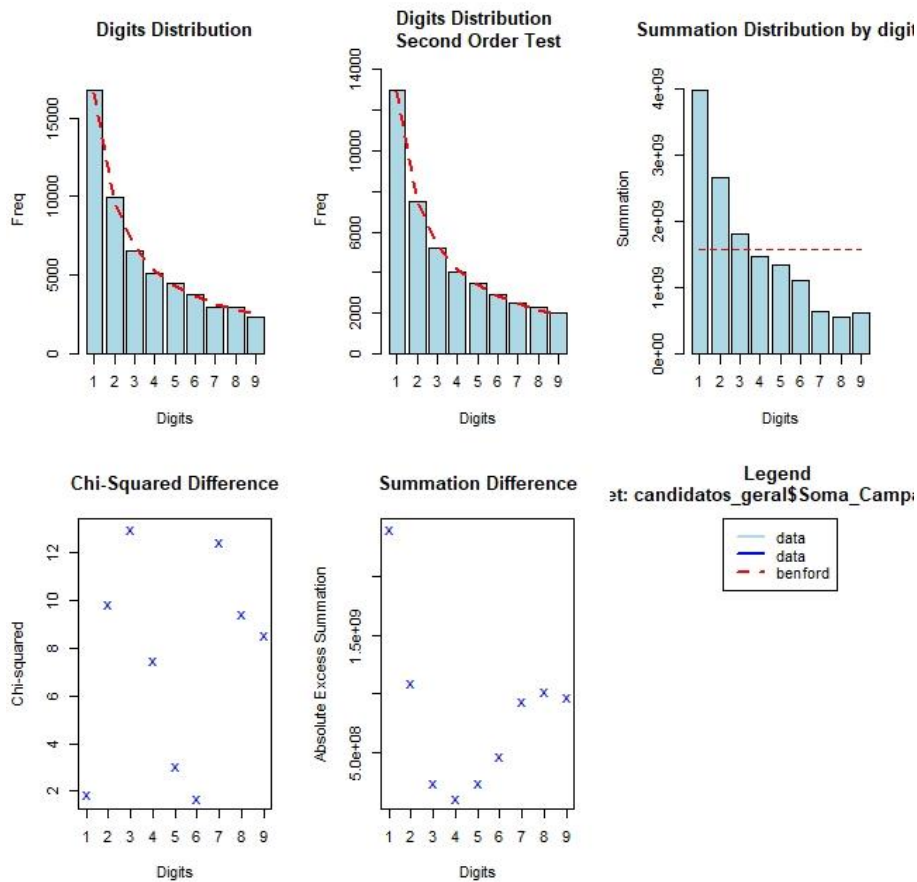 Digits Distribution
Freq
15000
10000
5000
0
1 2 3 4 5 6 7 8 9
Digits
Digits Distribution
Second Order Test
Freq
14000
10000
6000
2000
0
1 2 3 4 5 6 7 8 9
Digits
Summation Distribution by digit
Summation
4e+09
3e+09
2e+09
1e+09
0e+00
1 2 3 4 5 6 7 8 9
Digits
Chi-Squared Difference
Chi-squared
12
10
8
6
4
2
1 2 3 4 5 6 7 8 9
Digits
Summation Difference
Absolute Excess Summation
1.5e+09
5.0e+08
1 2 3 4 5 6 7 8 9
Digits
Legend
et: candidatos_geral$Soma_Campa
data
data
benford